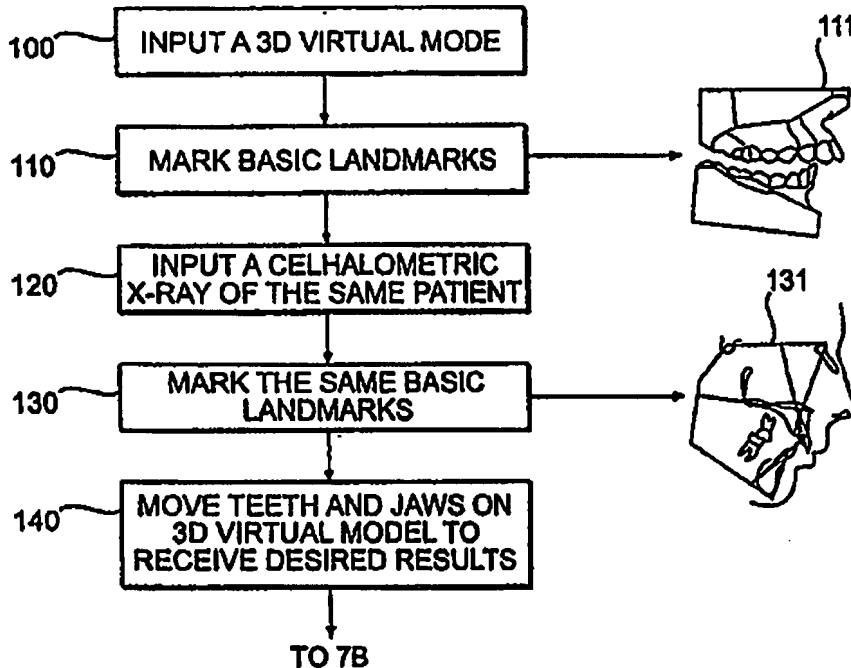 100
INPUT A 3D VIRTUAL MODE
111
110
MARK BASIC LANDMARKS
120
INPUT A CELHALOMETRIC
X-RAY OF THE SAME PATIENT
131
130
MARK THE SAME BASIC
LANDMARKS
140
MOVE TEETH AND JAWS ON
3D VIRTUAL MODEL TO
RECEIVE DESIRED RESULTS
TO 7B